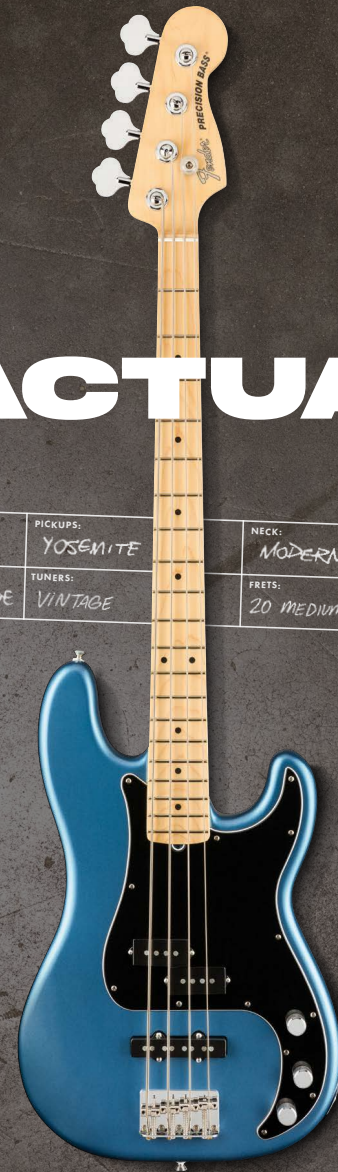 PRECISION BASS
Fender
ACTUA
PICKUPS:
YOSEMITE
NECK:
MODERN
TUNERS:
VINTAGE
FRETS:
20 MEDIUM